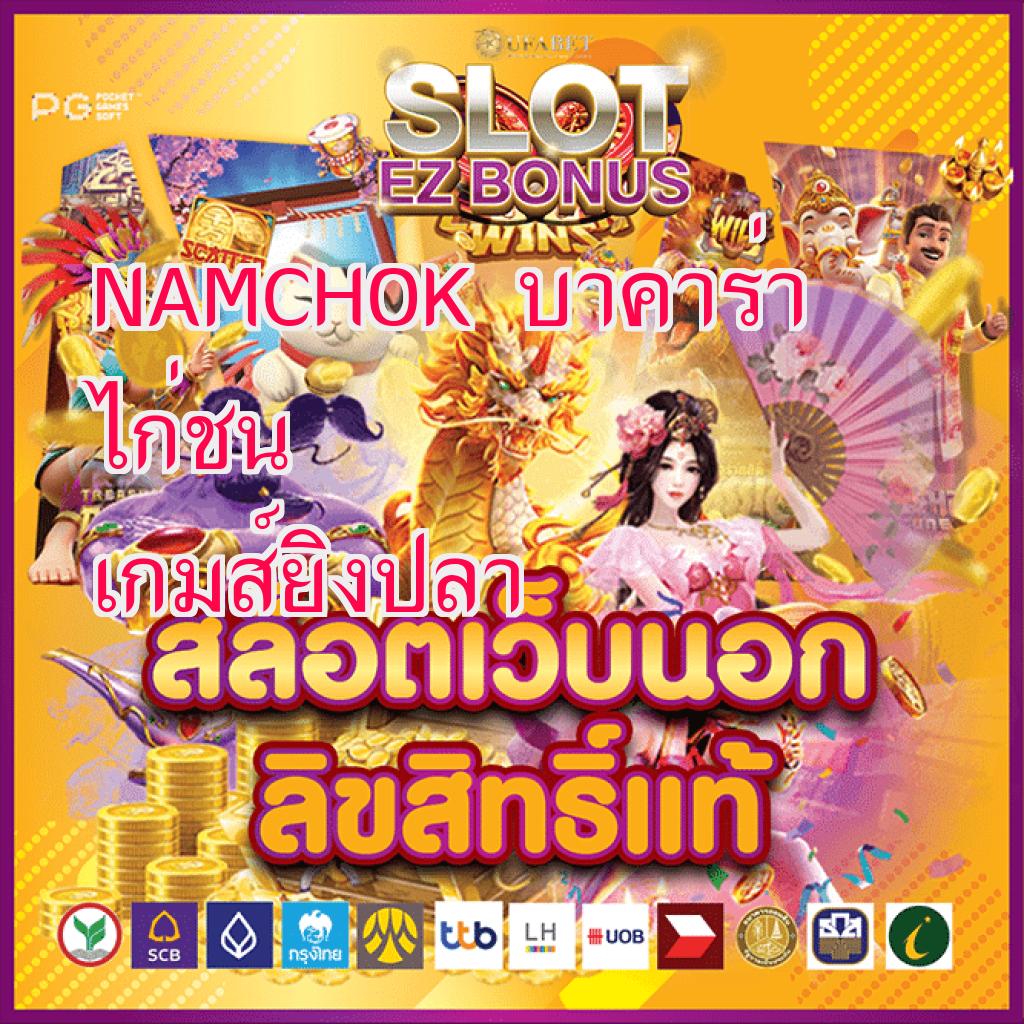 UFABET
SLOT
PG POCKET GAMES SOFT
EZ BONUS
WINS
WILD
SCATTER
NAMCHOK บาคาร่า
ไก่ชน
เกมส์ยิงปลา
สล็อตเว็บนอก
ลิขสิทธิ์แท้
SCB
กรุงไทย
ttb
LH
UOB